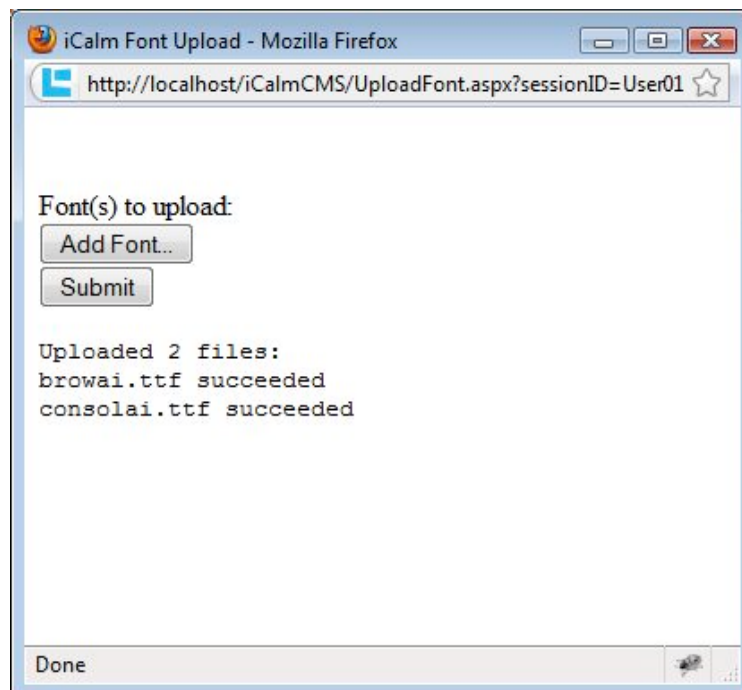 iCalm Font Upload - Mozilla Firefox
http://localhost/iCalmCMS/UploadFont.aspx?sessionID=User01
Font(s) to upload:
Add Font...
Submit
Uploaded 2 files:
browai.ttf succeeded
consolai.ttf succeeded
Done